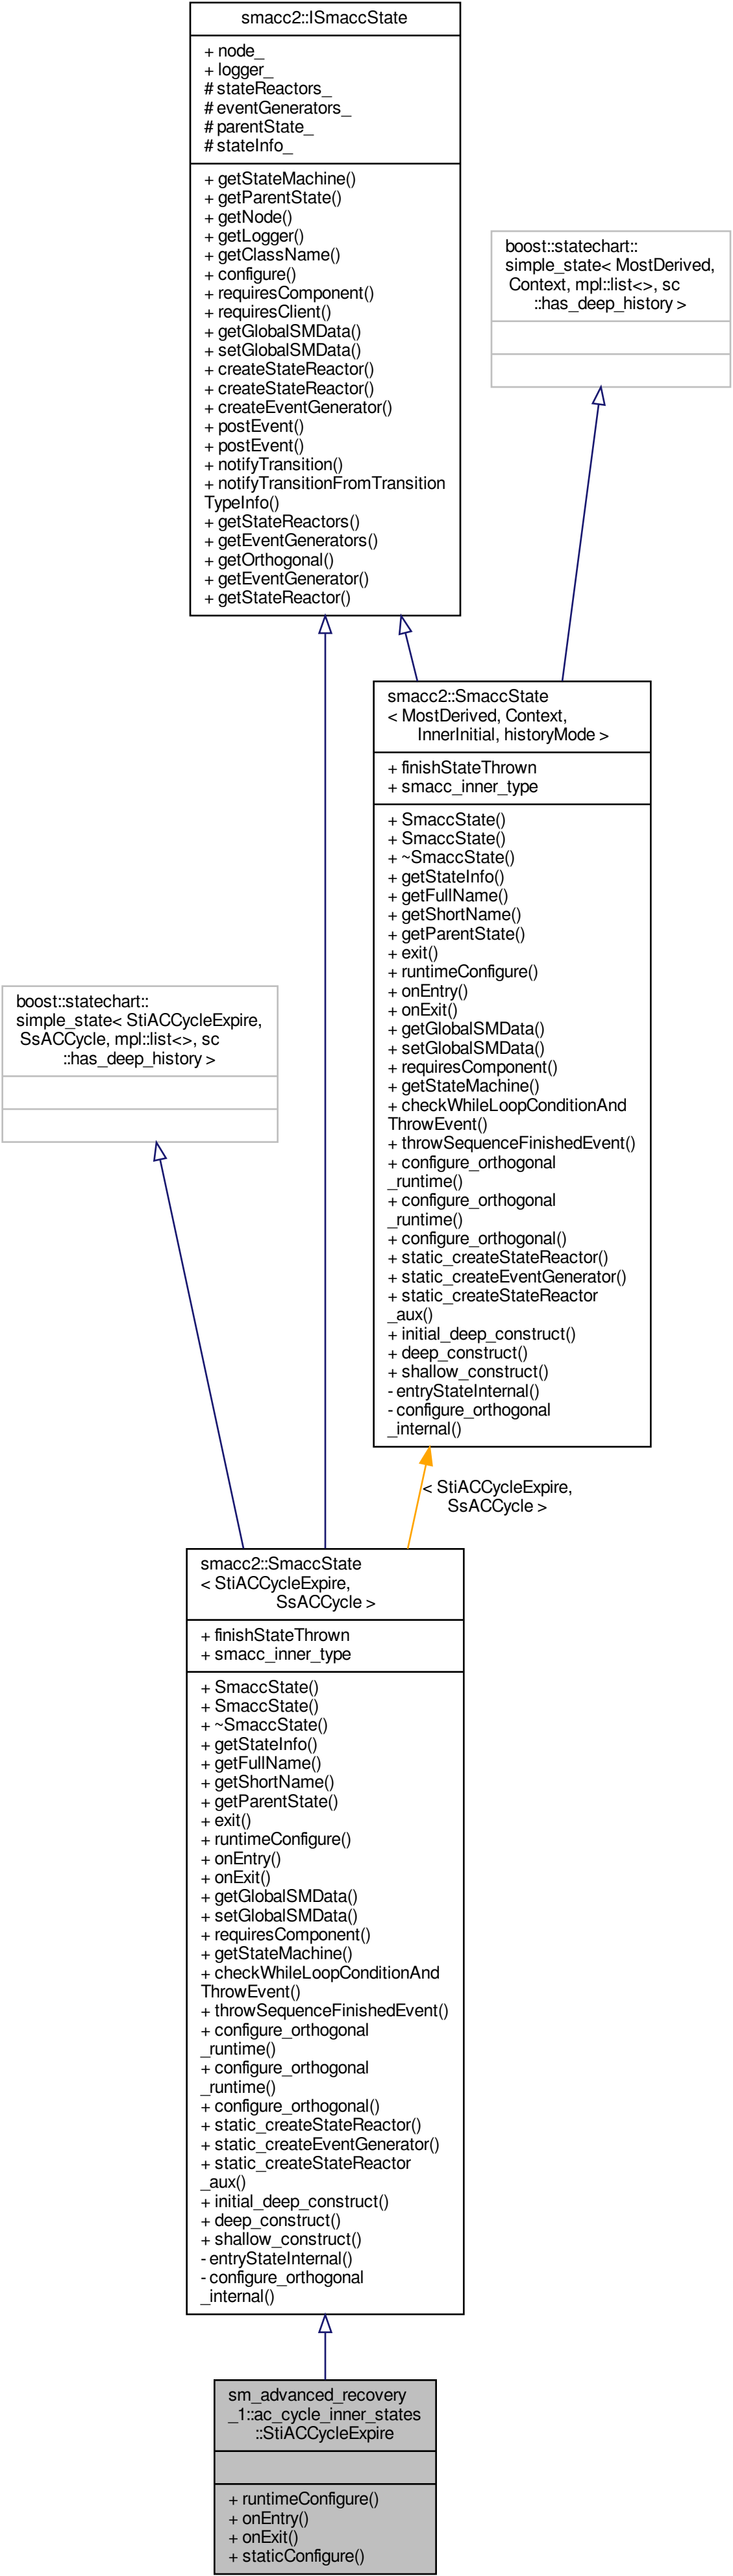 smacc2::ISmaccState
+ node_
+ logger_
# stateReactors_
# eventGenerators_
# parentState_
# stateInfo_
+ getStateMachine()
+ getParentState()
+ getNode()
+ getLogger()
+ getClassName()
+ configure()
+ requiresComponent()
+ requiresClient()
+ getGlobalSMData()
+ setGlobalSMData()
+ createStateReactor()
+ createStateReactor()
+ createEventGenerator()
+ postEvent()
+ postEvent()
+ notifyTransition()
+ notifyTransitionFromTransition
TypeInfo()
+ getStateReactors()
+ getEventGenerators()
+ getOrthogonal()
+ getEventGenerator()
+ getStateReactor()
boost::statechart::
simple_state< MostDerived,
Context, mpl::list<>, sc
::has_deep_history >
smacc2::SmaccState
< MostDerived, Context,
InnerInitial, historyMode >
+ finishStateThrown
+ smacc_inner_type
+ SmaccState()
+ SmaccState()
+ ~SmaccState()
+ getStateInfo()
+ getFullName()
+ getShortName()
+ getParentState()
+ exit()
+ runtimeConfigure()
+ onEntry()
+ onExit()
+ getGlobalSMData()
+ setGlobalSMData()
+ requiresComponent()
+ getStateMachine()
+ checkWhileLoopConditionAnd
ThrowEvent()
+ throwSequenceFinishedEvent()
+ configure_orthogonal
_runtime()
+ configure_orthogonal
_runtime()
+ configure_orthogonal()
+ static_createStateReactor()
+ static_createEventGenerator()
+ static_createStateReactor
_aux()
+ initial_deep_construct()
+ deep_construct()
+ shallow_construct()
- entryStateInternal()
- configure_orthogonal
_internal()
boost::statechart::
simple_state< StiACCycleExpire,
SsACCycle, mpl::list<>, sc
::has_deep_history >
< StiACCycleExpire,
SsACCycle >
smacc2::SmaccState
< StiACCycleExpire,
SsACCycle >
+ finishStateThrown
+ smacc_inner_type
+ SmaccState()
+ SmaccState()
+ ~SmaccState()
+ getStateInfo()
+ getFullName()
+ getShortName()
+ getParentState()
+ exit()
+ runtimeConfigure()
+ onEntry()
+ onExit()
+ getGlobalSMData()
+ setGlobalSMData()
+ requiresComponent()
+ getStateMachine()
+ checkWhileLoopConditionAnd
ThrowEvent()
+ throwSequenceFinishedEvent()
+ configure_orthogonal
_runtime()
+ configure_orthogonal
_runtime()
+ configure_orthogonal()
+ static_createStateReactor()
+ static_createEventGenerator()
+ static_createStateReactor
_aux()
+ initial_deep_construct()
+ deep_construct()
+ shallow_construct()
- entryStateInternal()
- configure_orthogonal
_internal()
sm_advanced_recovery
_1::ac_cycle_inner_states
::StiACCycleExpire
+ runtimeConfigure()
+ onEntry()
+ onExit()
+ staticConfigure()